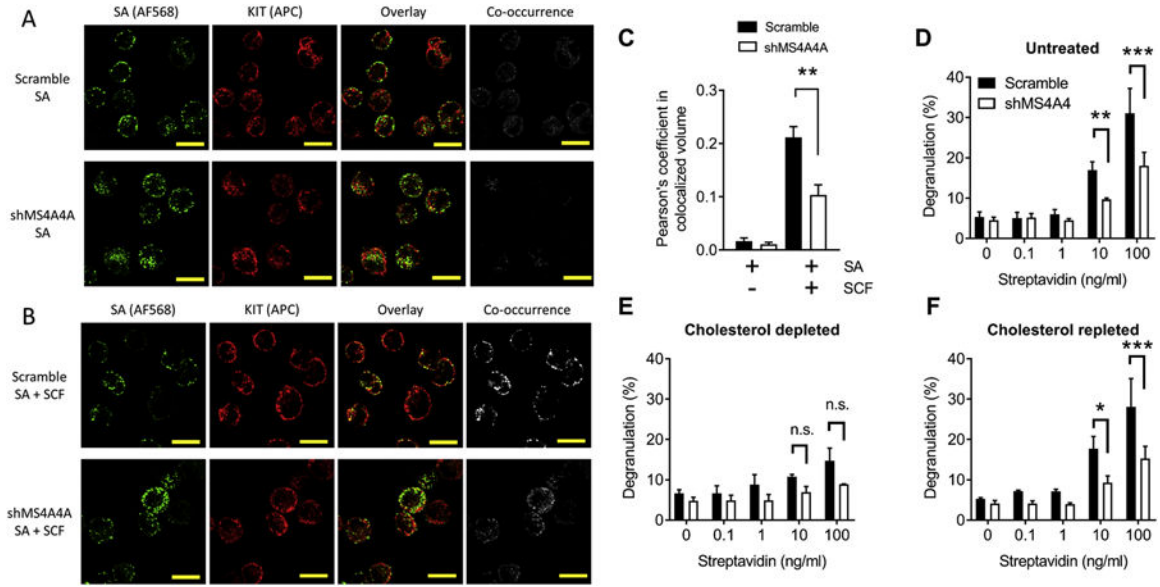 A
SA (AF568) KIT (APC) Overlay Co-occurrence
Scramble
SA
shMS4A4A
SA
B
SA (AF568) KIT (APC) Overlay Co-occurrence
Scramble
SA + SCF
shMS4A4A
SA + SCF
C
Scramble
shMS4A4A
Pearson's coefficient in
colocalized volume
0.3
0.2
0.1
0.0
**
+ + SA
- + SCF
D
Untreated
Scramble
shMS4A4
Degranulation (%)
40
30
20
10
0
** ***
0 0.1 1 10 100
Streptavidin (ng/ml)
E
Cholesterol depleted
Degranulation (%)
40
30
20
10
0
n.s. n.s.
0 0.1 1 10 100
Streptavidin (ng/ml)
F
Cholesterol repleted
Degranulation (%)
40
30
20
10
0
* ***
0 0.1 1 10 100
Streptavidin (ng/ml)